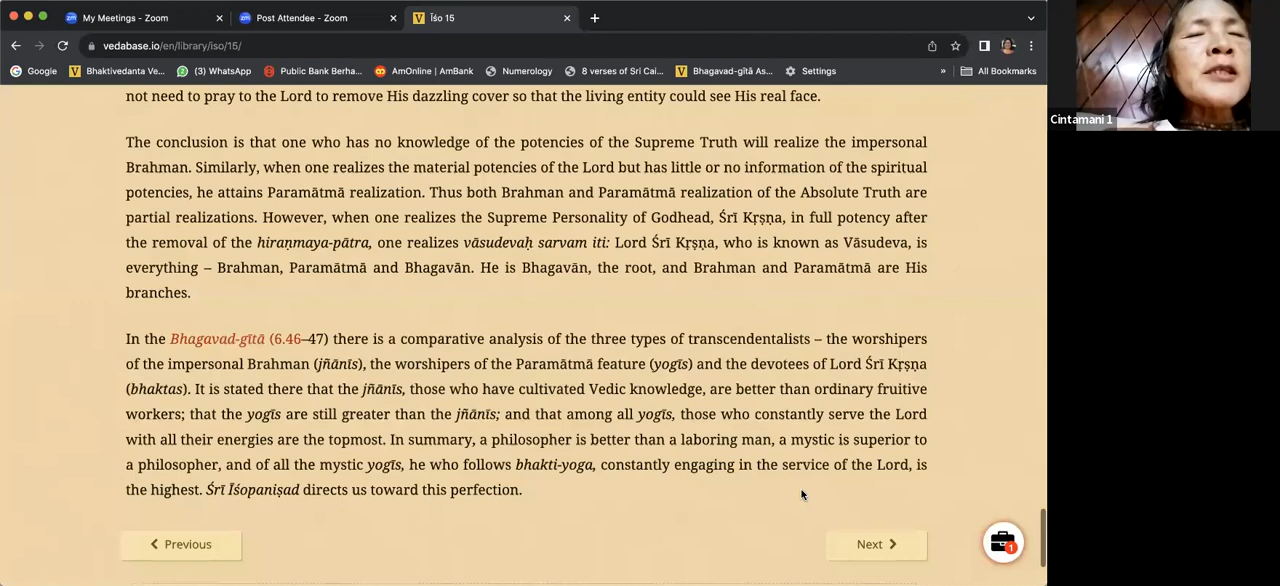 My Meetings - Zoom
Post Attendee - Zoom
Īśo 15
vedabase.io/en/library/iso/15/
Google
Bhaktivedanta Ve...
(3) WhatsApp
Public Bank Berha...
AmOnline | AmBank
Numerology
8 verses of Sri Cai...
Bhagavad-gītā As...
Settings
»
All Bookmarks
Cintamani 1
not need to pray to the Lord to remove His dazzling cover so that the living entity could see His real face.
The conclusion is that one who has no knowledge of the potencies of the Supreme Truth will realize the impersonal
Brahman. Similarly, when one realizes the material potencies of the Lord but has little or no information of the spiritual
potencies, he attains Paramātmā realization. Thus both Brahman and Paramātmā realization of the Absolute Truth are
partial realizations. However, when one realizes the Supreme Personality of Godhead, Śrī Kṛṣṇa, in full potency after
the removal of the hiraṇmaya-pātra, one realizes vāsudevaḥ sarvam iti: Lord Śrī Kṛṣṇa, who is known as Vāsudeva, is
everything – Brahman, Paramātmā and Bhagavān. He is Bhagavān, the root, and Brahman and Paramātmā are His
branches.
In the Bhagavad-gītā (6.46–47) there is a comparative analysis of the three types of transcendentalists – the worshipers
of the impersonal Brahman (jñānīs), the worshipers of the Paramātmā feature (yogīs) and the devotees of Lord Śrī Kṛṣṇa
(bhaktas). It is stated there that the jñānīs, those who have cultivated Vedic knowledge, are better than ordinary fruitive
workers; that the yogīs are still greater than the jñānīs; and that among all yogīs, those who constantly serve the Lord
with all their energies are the topmost. In summary, a philosopher is better than a laboring man, a mystic is superior to
a philosopher, and of all the mystic yogīs, he who follows bhakti-yoga, constantly engaging in the service of the Lord, is
the highest. Śrī Īśopaniṣad directs us toward this perfection.
Previous
Next
1